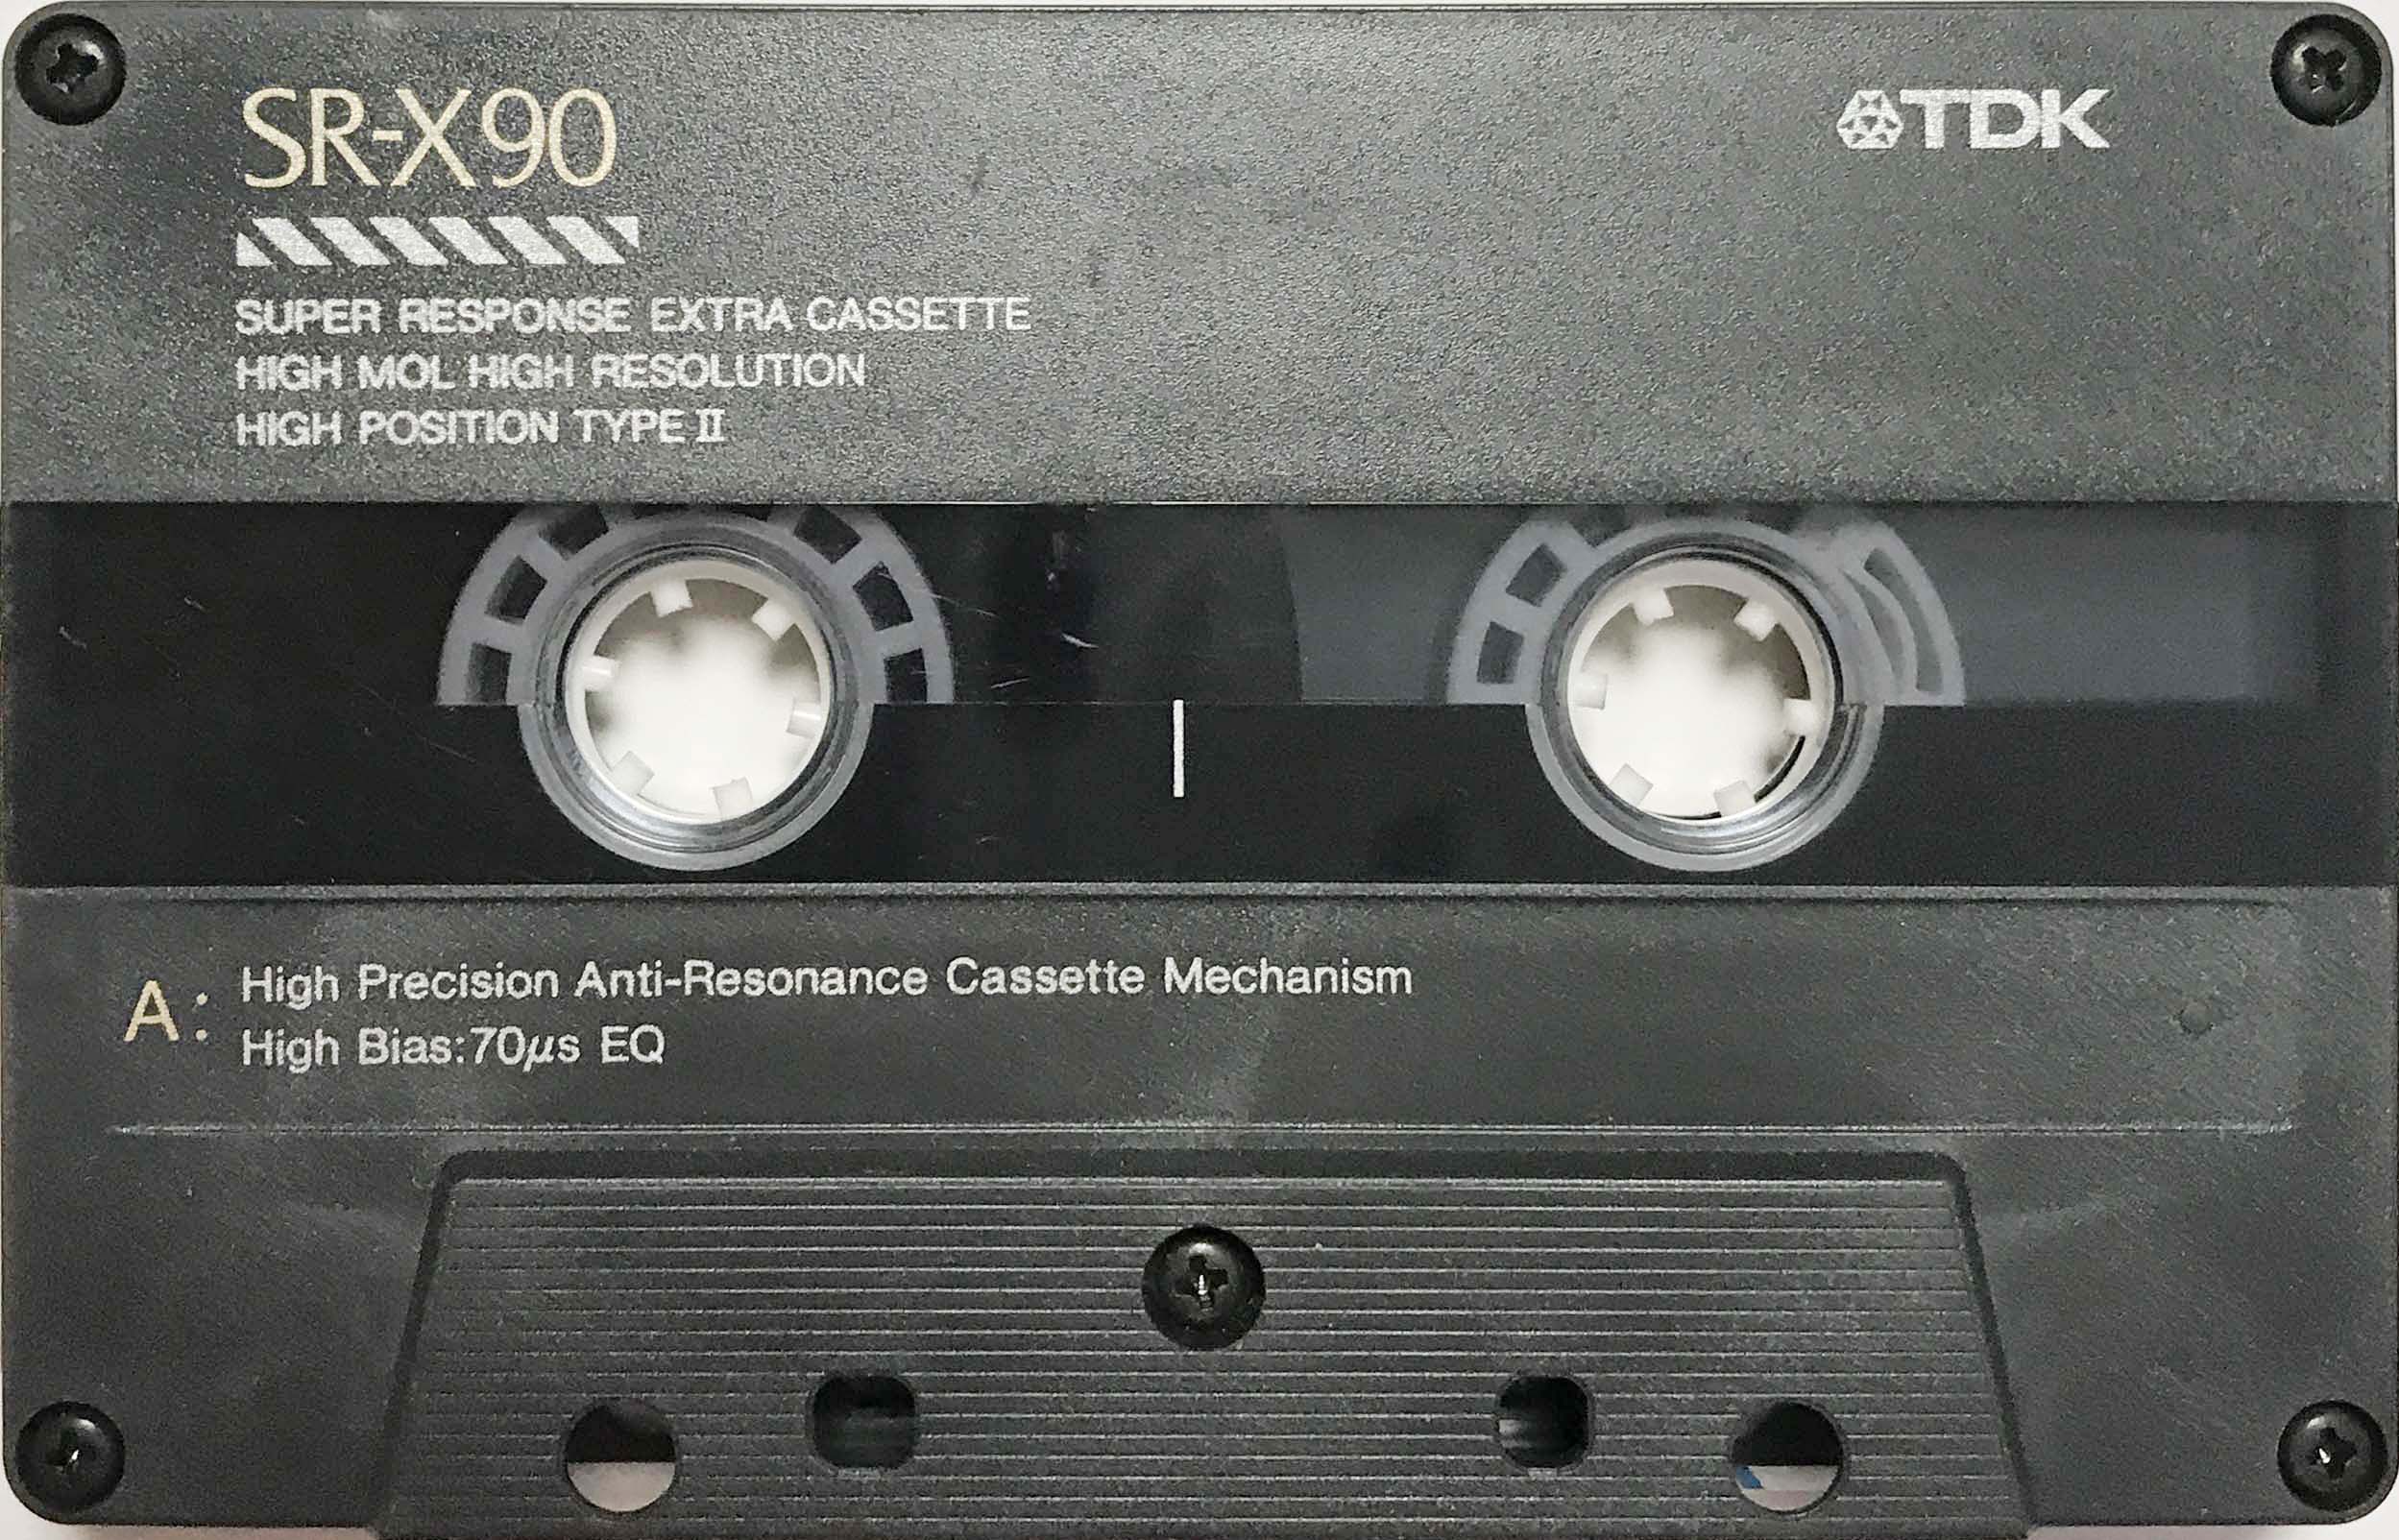 SR-X90
TDK
SUPER RESPONSE EXTRA CASSETTE
HIGH MOL HIGH RESOLUTION
HIGH POSITION TYPE II
A: High Precision Anti-Resonance Cassette Mechanism
High Bias:70μs EQ